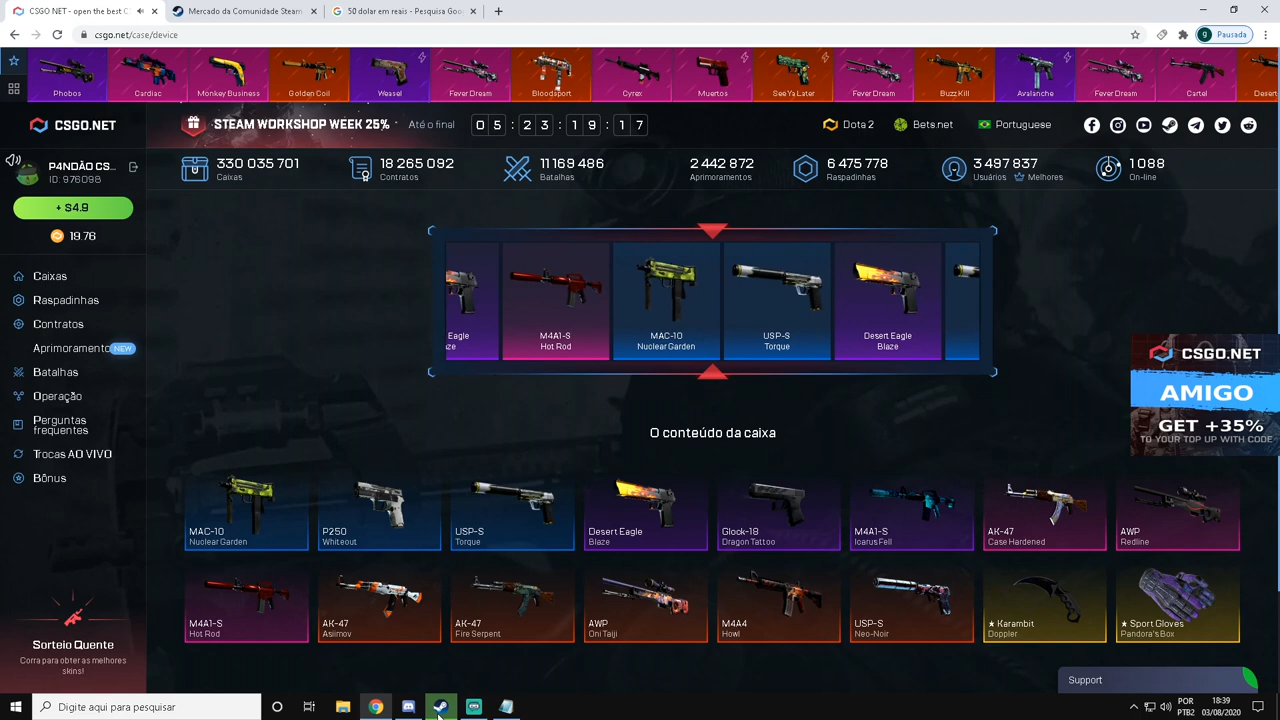 CSGO.NET - open the best C
Mercado da Comunidade Steam
50 dolar em reais - Pesquisa Goo
csgo.net/case/device
g Pausada
Phobos
Cardiac
Monkey Business
Golden Coil
Weasel
Fever Dream
Bloodsport
Cyrex
Muertos
See Ya Later
Fever Dream
Buzz Kill
Avalanche
Fever Dream
Cartel
Desert
CSGO.NET
STEAM WORKSHOP WEEK 25%
Até o final
05:23:19:17
Dota 2
Bets.net
Portuguese
P4NDÃO CS...
ID: 976098
+ $4.9
19.76
330 035 701
Caixas
18 265 092
Contratos
11 169 486
Batalhas
2 442 872
Aprimoramentos
6 475 778
Raspadinhas
3 497 837
Usuários Melhores
1 088
On-line
Caixas
Raspadinhas
Contratos
Aprimoramento NEW
Batalhas
Operação
Perguntas
frequentes
Trocas AO VIVO
Bônus
Eagle
aze
M4A1-S
Hot Rod
MAC-10
Nuclear Garden
USP-S
Torque
Desert Eagle
Blaze
CSGO.NET
AMIGO
GET +35%
TO YOUR TOP UP WITH CODE
O conteúdo da caixa
MAC-10
Nuclear Garden
P250
Whiteout
USP-S
Torque
Desert Eagle
Blaze
Glock-18
Dragon Tattoo
M4A1-S
Icarus Fell
AK-47
Case Hardened
AWP
Redline
M4A1-S
Hot Rod
AK-47
Asiimov
AK-47
Fire Serpent
AWP
Oni Taiji
M4A4
Howl
USP-S
Neo-Noir
★ Karambit
Doppler
★ Sport Gloves
Pandora's Box
Sorteio Quente
Corra para obter as melhores
skins!
Support
Digite aqui para pesquisar
POR
PTB2
18:39
03/08/2020